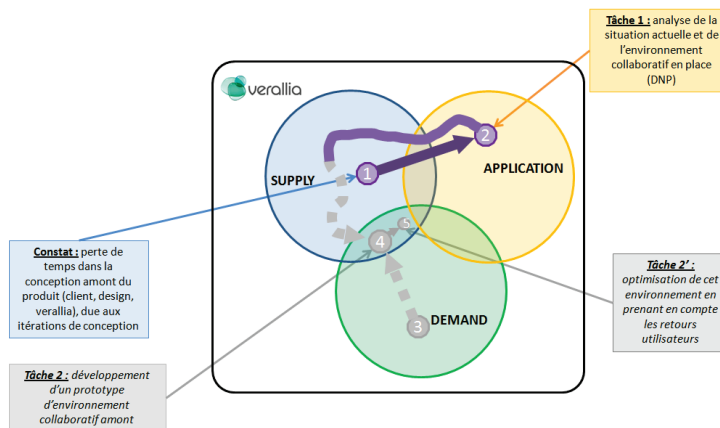 Tâche 1 : analyse de la
situation actuelle et de
l'environnement
collaboratif en place
(DNP)
verallia
2
APPLICATION
SUPPLY
1
5
4
Constat : perte de
temps dans la
conception amont du
produit (client, design,
verallia), due aux
itérations de conception
Tâche 2' :
optimisation de cet
environnement en
prenant en compte
les retours
utilisateurs
3
DEMAND
Tâche 2 : développement
d'un prototype
d'environnement
collaboratif amont